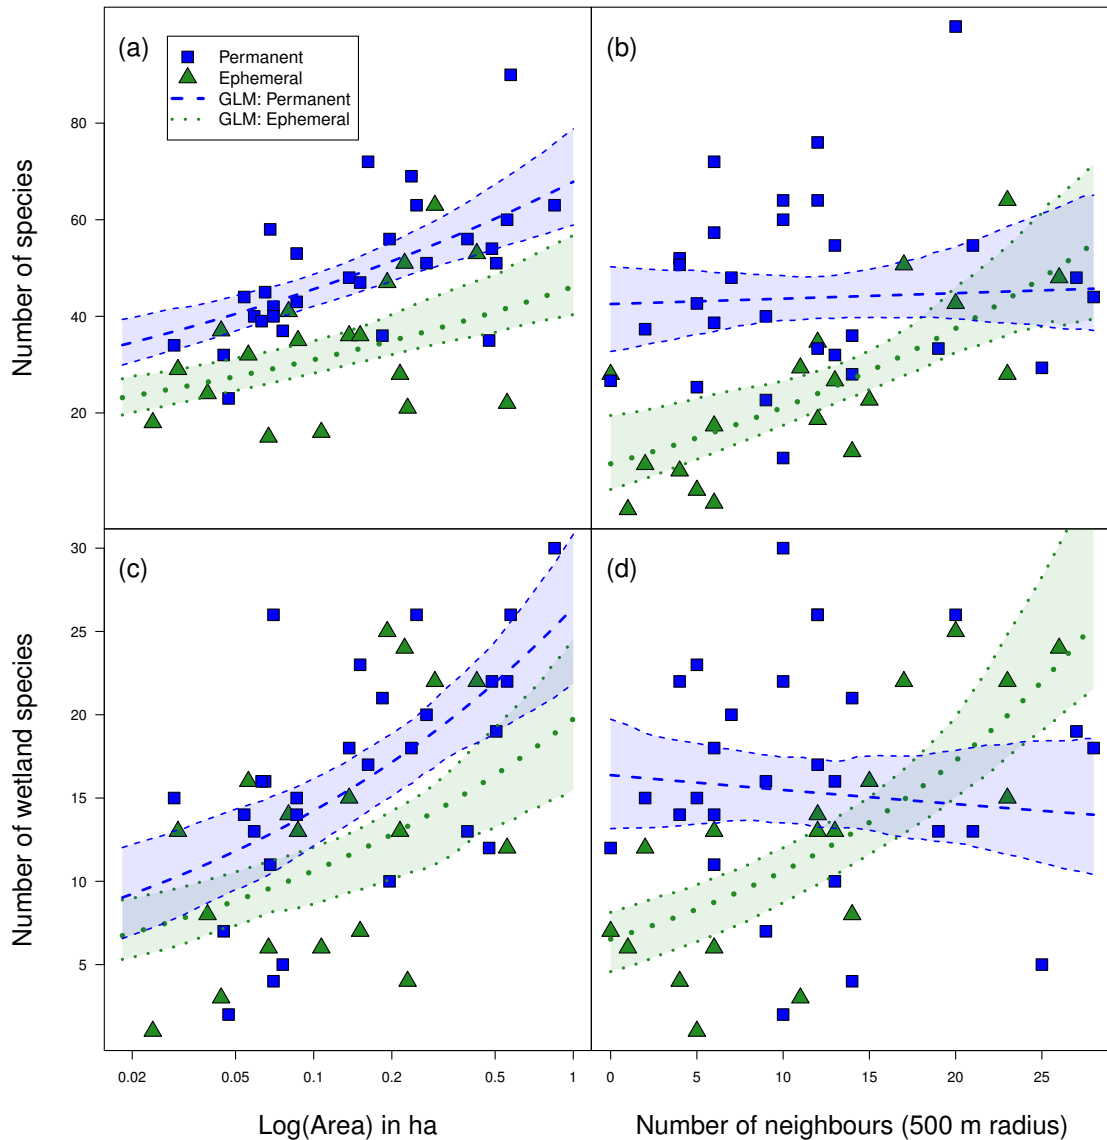 (a)
Permanent
Ephemeral
GLM: Permanent
GLM: Ephemeral
(b)
80
60
40
20
Number of species
(c)
(d)
30
25
20
15
10
5
Number of wetland species
0.02 0.05 0.1 0.2 0.5 1
0 5 10 15 20 25
Log(Area) in ha
Number of neighbours (500 m radius)